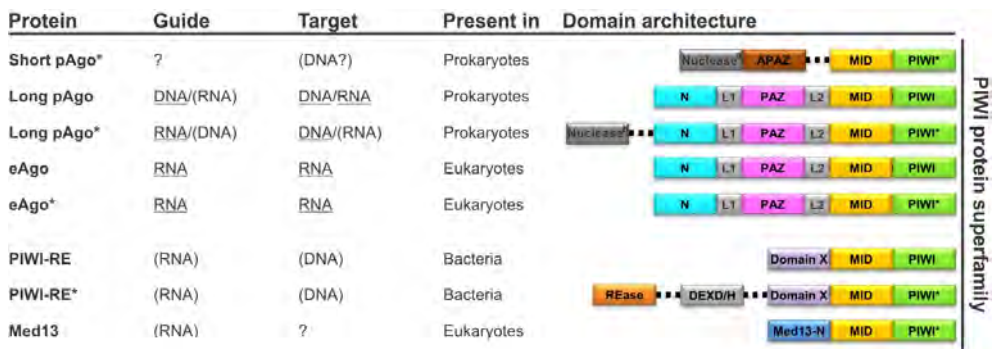 Protein Guide Target Present in Domain architecture
Short pAgo* ? (DNA?) Prokaryotes Nuclease* APAZ MID PIWI*
Long pAgo DNA/(RNA) DNA/RNA Prokaryotes N L1 PAZ L2 MID PIWI
Long pAgo* RNA/(DNA) DNA/(RNA) Prokaryotes Nuclease* N L1 PAZ L2 MID PIWI*
eAgo RNA RNA Eukaryotes N L1 PAZ L2 MID PIWI
eAgo* RNA RNA Eukaryotes N L1 PAZ L2 MID PIWI*
PIWI-RE (RNA) (DNA) Bacteria Domain X MID PIWI
PIWI-RE* (RNA) (DNA) Bacteria REase DEXD/H Domain X MID PIWI*
Med13 (RNA) ? Eukaryotes Med13-N MID PIWI*
PIWI protein superfamily